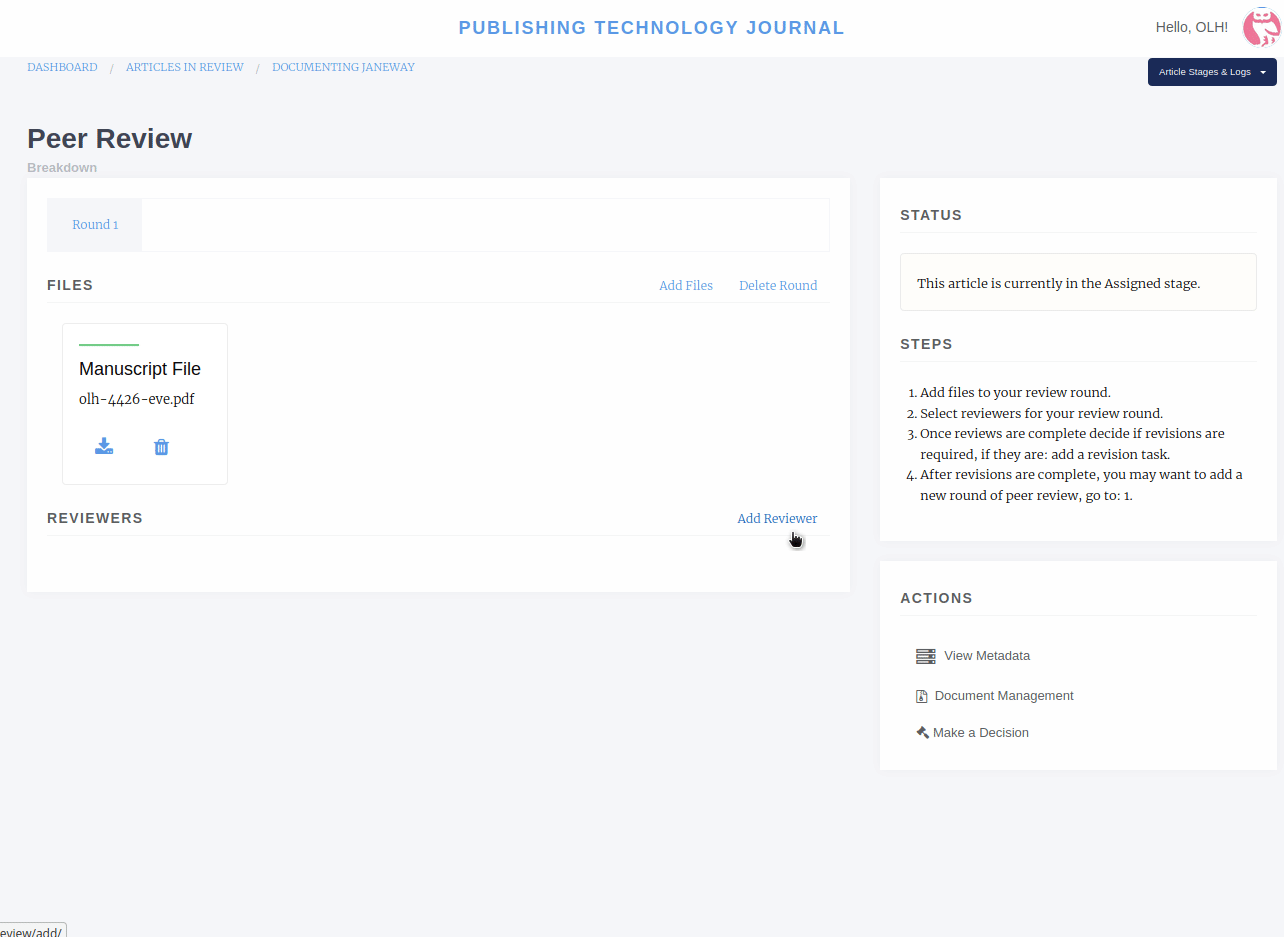 PUBLISHING TECHNOLOGY JOURNAL
Hello, OLH!
DASHBOARD / ARTICLES IN REVIEW / DOCUMENTING JANEWAY
Article Stages & Logs
Peer Review
Breakdown
Round 1
FILES
Add Files
Delete Round
Manuscript File
olh-4426-eve.pdf
REVIEWERS
Add Reviewer
STATUS
This article is currently in the Assigned stage.
STEPS
1. Add files to your review round.
2. Select reviewers for your review round.
3. Once reviews are complete decide if revisions are
required, if they are: add a revision task.
4. After revisions are complete, you may want to add a
new round of peer review, go to: 1.
ACTIONS
View Metadata
Document Management
Make a Decision
eview/add/